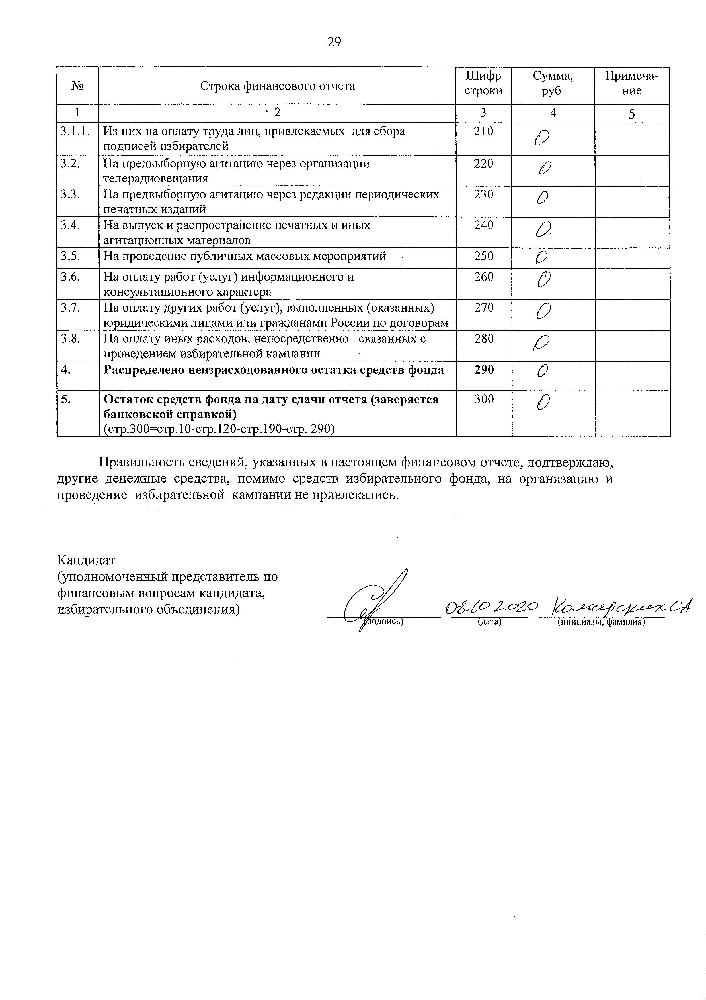 29
№
Строка финансового отчета
Шифр
строки
Сумма,
руб.
Примеча-
ние
1
2
3
4
5
3.1.1.
Из них на оплату труда лиц, привлекаемых для сбора
подписей избирателей
210
0
3.2.
На предвыборную агитацию через организации
телерадиовещания
220
0
3.3.
На предвыборную агитацию через редакции периодических
печатных изданий
230
0
3.4.
На выпуск и распространение печатных и иных
агитационных материалов
240
0
3.5.
На проведение публичных массовых мероприятий
250
0
3.6.
На оплату работ (услуг) информационного и
консультационного характера
260
0
3.7.
На оплату других работ (услуг), выполненных (оказанных)
юридическими лицами или гражданами России по договорам
270
0
3.8.
На оплату иных расходов, непосредственно связанных с
проведением избирательной кампании
280
0
4.
Распределено неизрасходованного остатка средств фонда
290
0
5.
Остаток средств фонда на дату сдачи отчета (заверяется
банковской справкой)
(стр.300=стр.10-стр.120-стр.190-стр. 290)
300
0
Правильность сведений, указанных в настоящем финансовом отчете, подтверждаю,
другие денежные средства, помимо средств избирательного фонда, на организацию и
проведение избирательной кампании не привлекались.
Кандидат
(уполномоченный представитель по
финансовым вопросам кандидата,
избирательного объединения)
08.10.2020 Комарских СА
(подпись) (дата) (инициалы, фамилия)